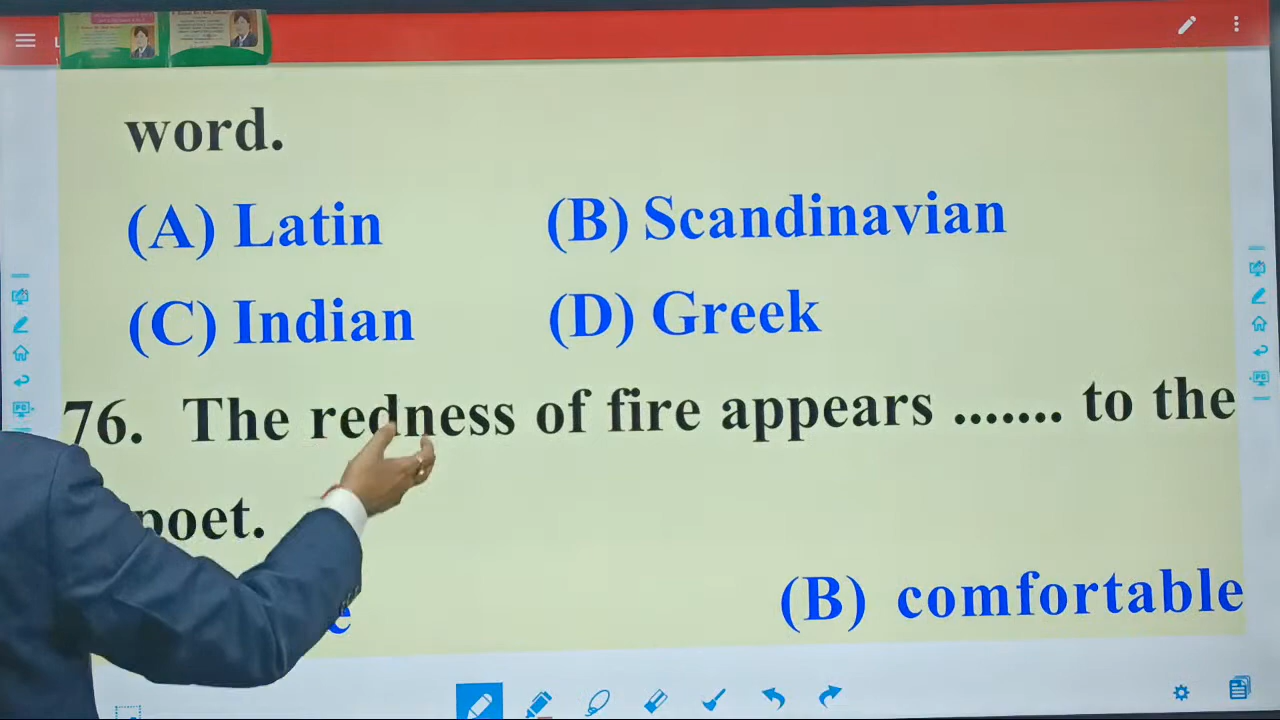 word.
(A) Latin (B) Scandinavian
(C) Indian (D) Greek
76. The redness of fire appears ....... to the
poet.
(B) comfortable